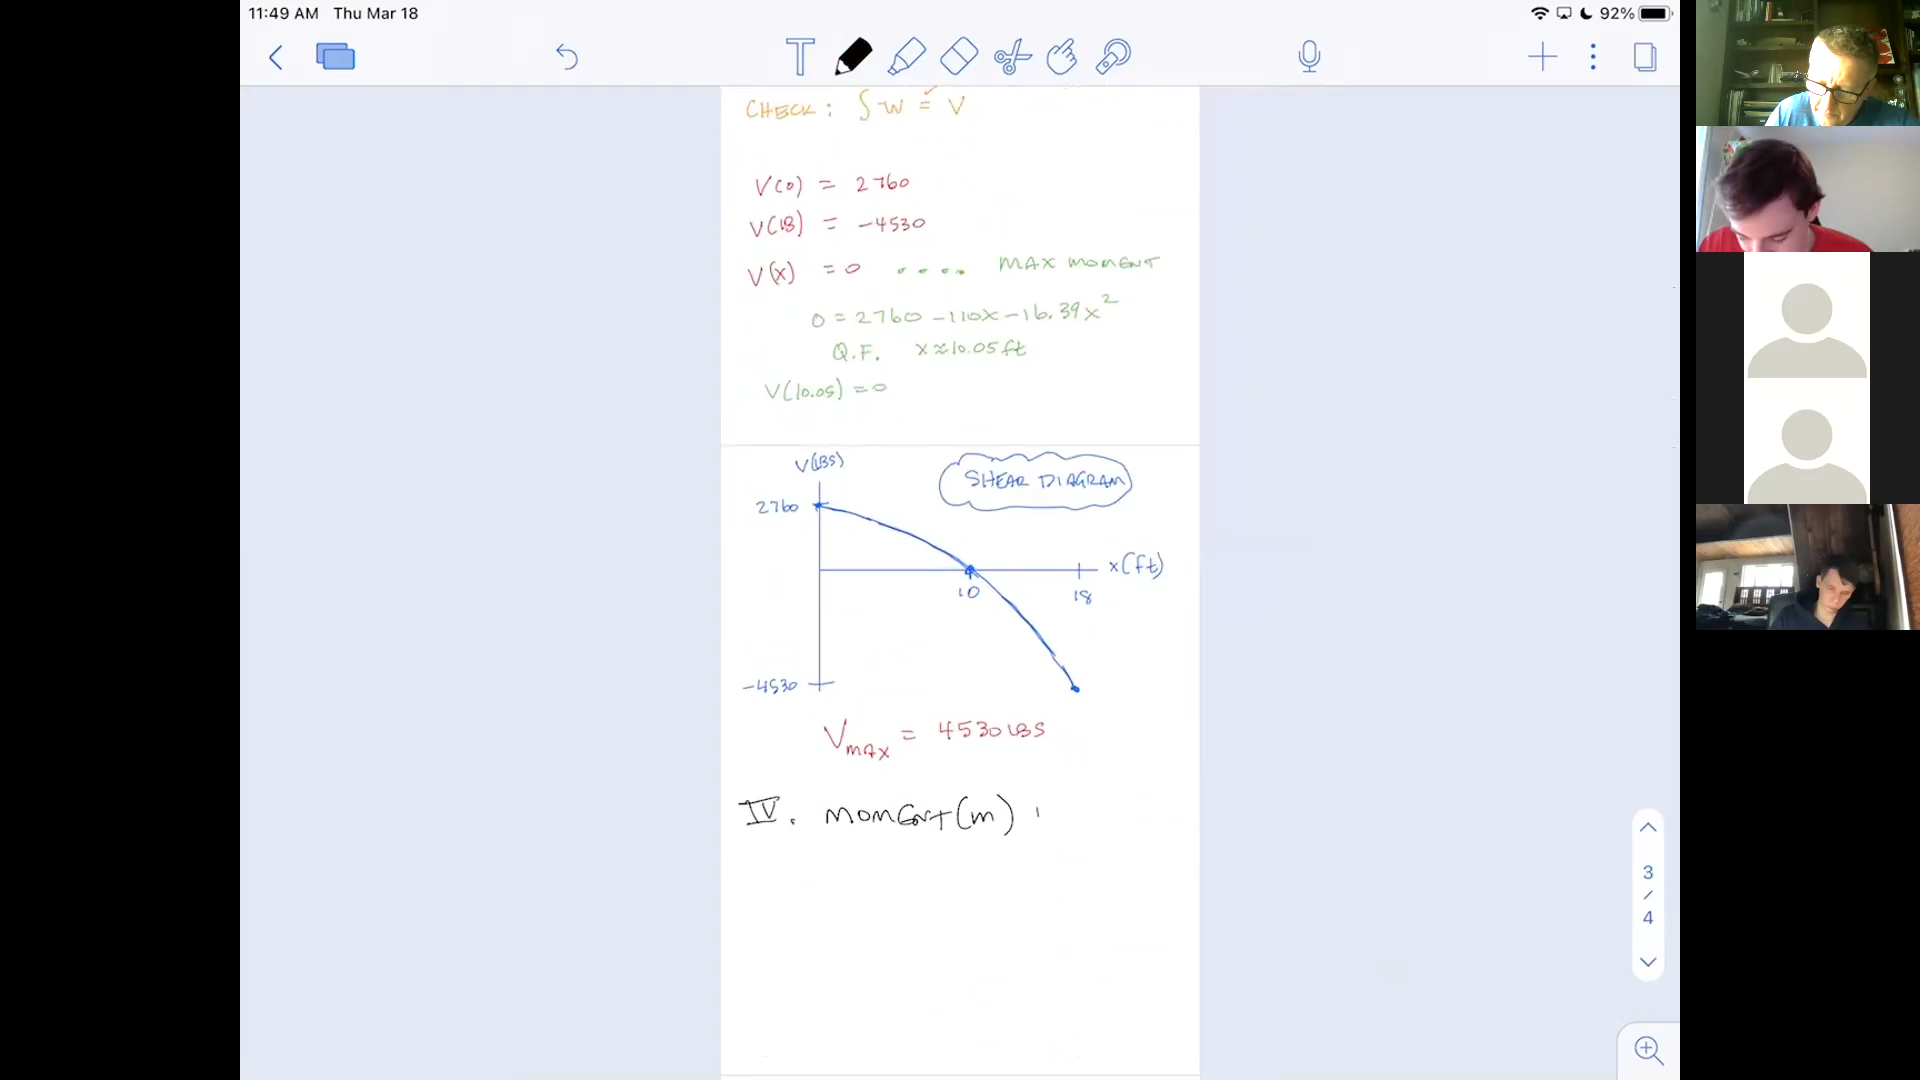 11:49 AM Thu Mar 18
92%
CHECK: ∫ w = V
V(0) = 2760
V(18) = -4530
V(x) = 0 .... MAX MOMENT
0 = 2760 - 110x - 16.39x²
Q.F. x ≈ 10.05 ft
V(10.05) = 0
V(LBS)
SHEAR DIAGRAM
2760
x(ft)
10
18
-4530
VMAX = 4530 LBS
IV. MOMENT(m)
3
/
4